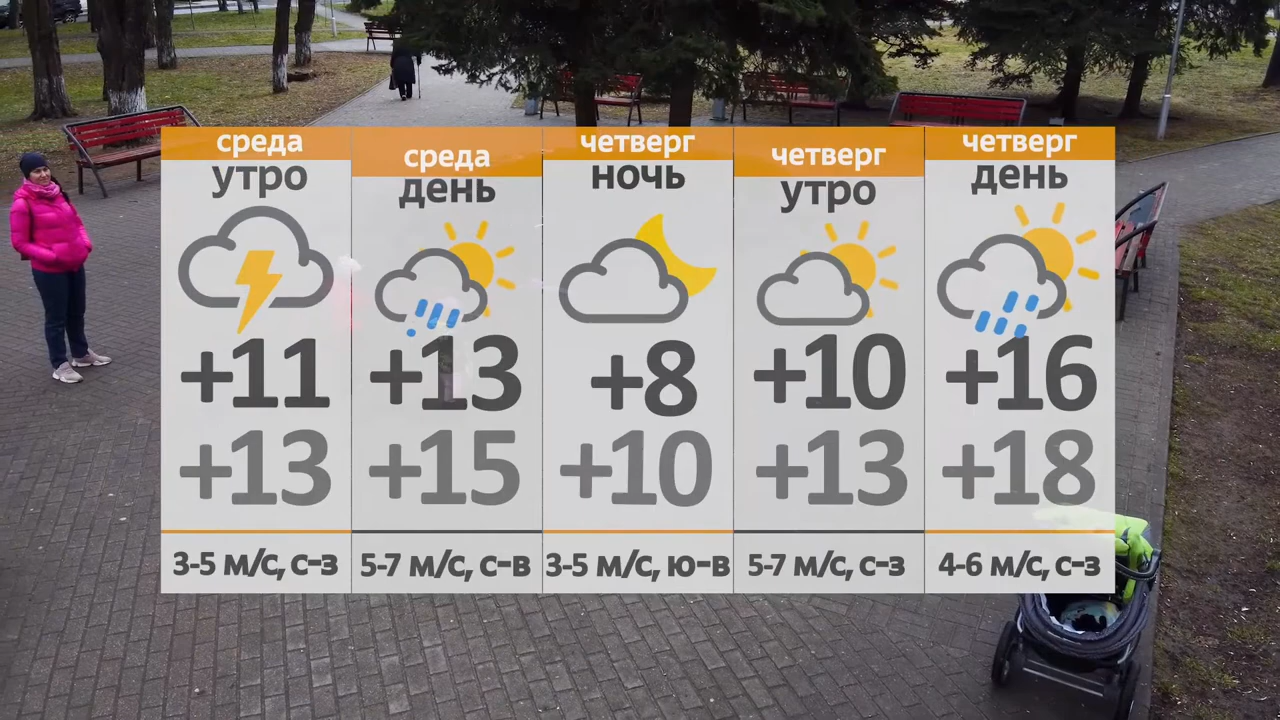 среда
утро
+11
+13
3-5 м/с, с-з
среда
день
+13
+15
5-7 м/с, с-в
четверг
ночь
+8
+10
3-5 м/с, ю-в
четверг
утро
+10
+13
5-7 м/с, с-з
четверг
день
+16
+18
4-6 м/с, с-з